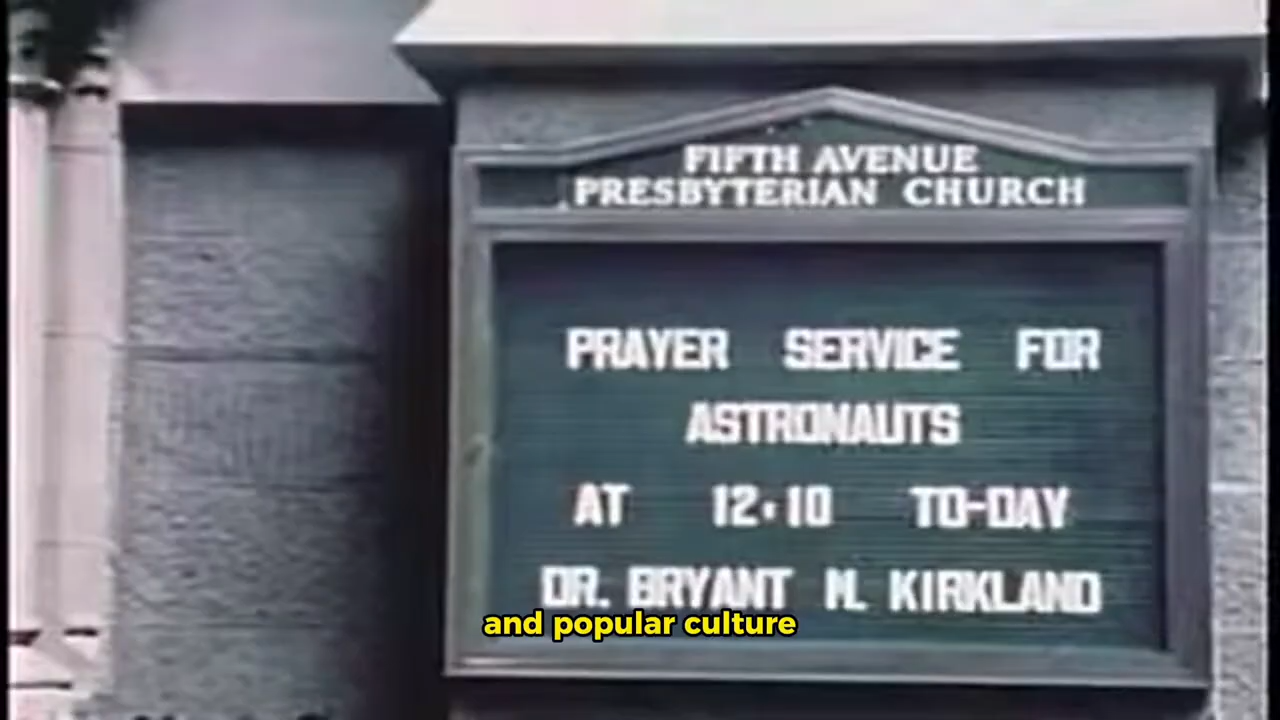 FIFTH AVENUE
PRESBYTERIAN CHURCH
PRAYER SERVICE FOR
ASTRONAUTS
AT 12·10 TO-DAY
DR. BRYANT M. KIRKLAND
and popular culture